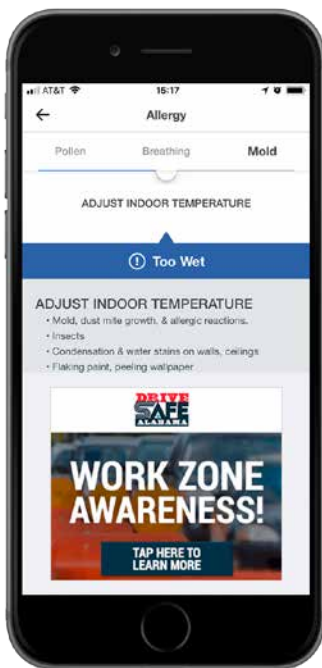 AT&T 15:17
Allergy
Pollen Breathing Mold
ADJUST INDOOR TEMPERATURE
Too Wet
ADJUST INDOOR TEMPERATURE
• Mold, dust mite growth, & allergic reactions.
• Insects
• Condensation & water stains on walls, ceilings
• Flaking paint, peeling wallpaper
DRIVE
SAFE
ALABAMA
WORK ZONE
AWARENESS!
TAP HERE TO
LEARN MORE